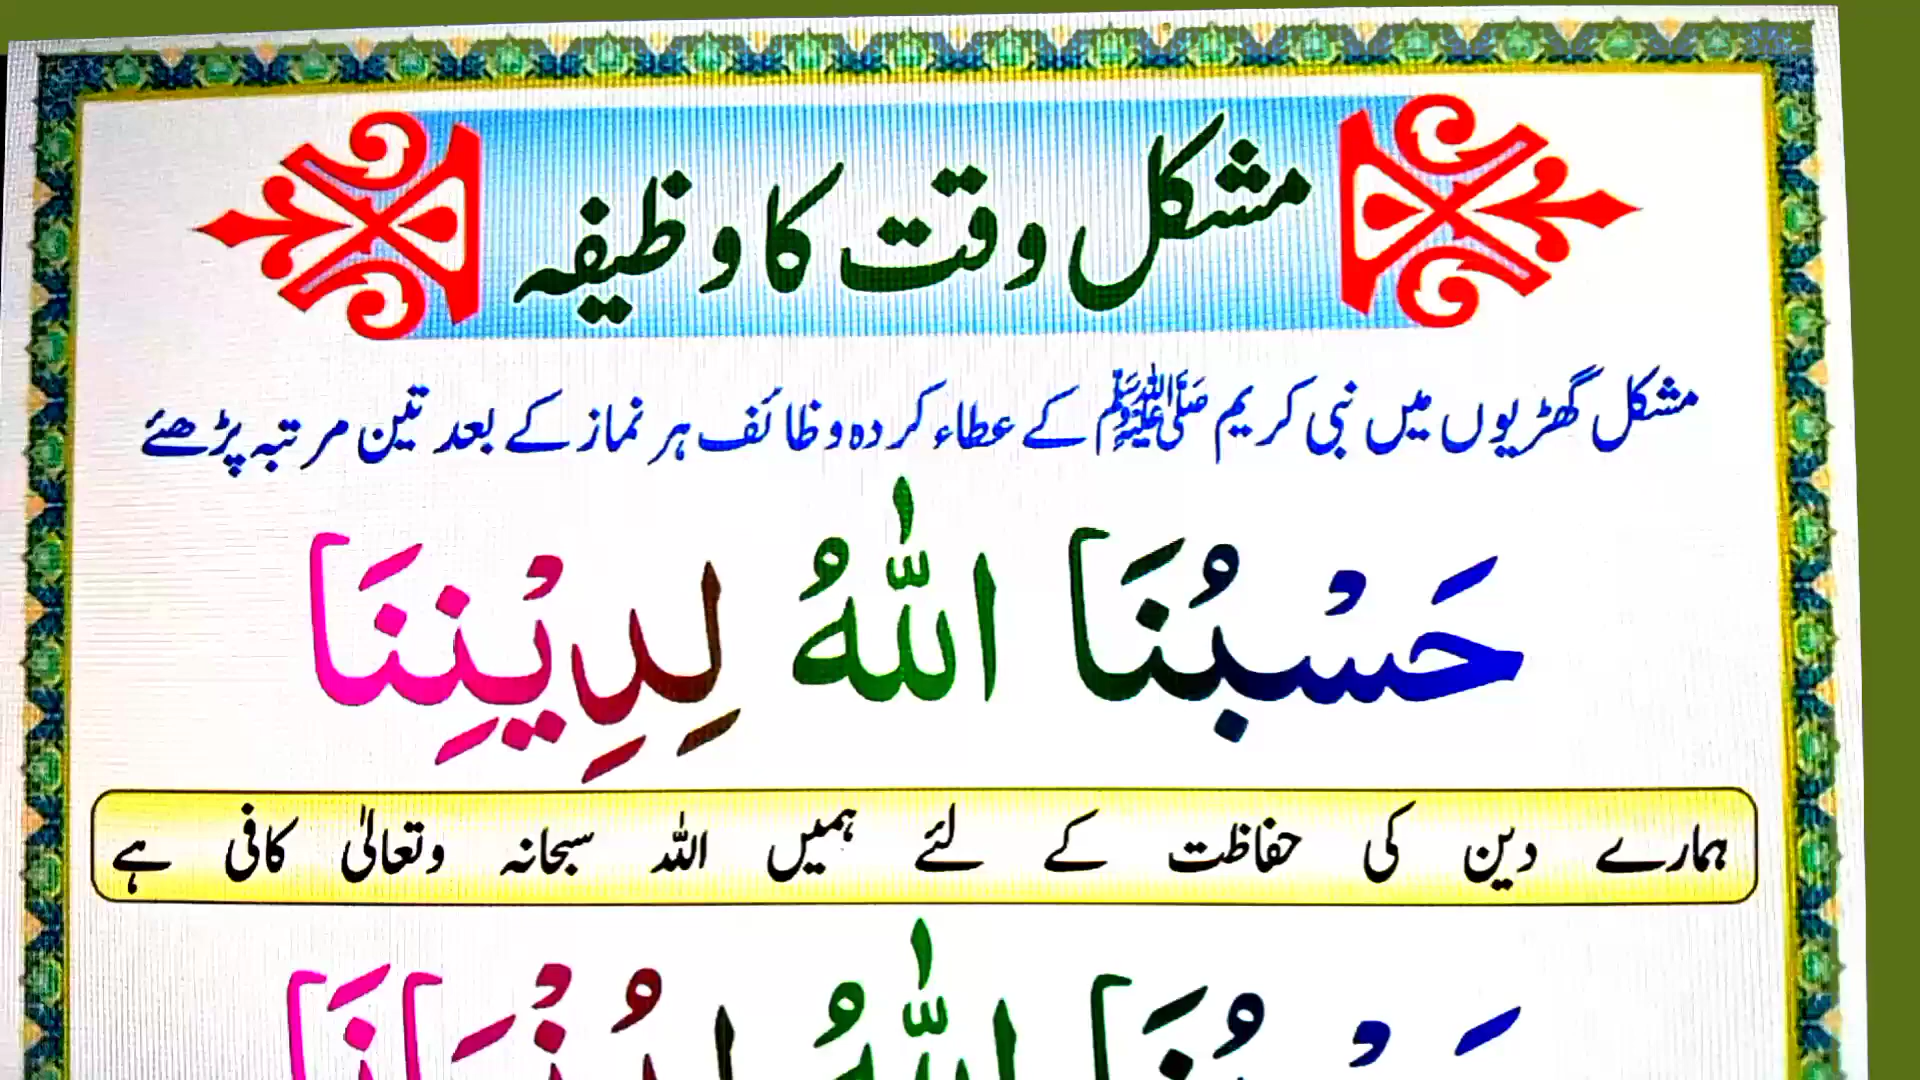 مشکل وقت کا وظیفہ
مشکل گھڑیوں میں نبی کریم ﷺ کے عطاء کردہ وظائف ہر نماز کے بعد تین مرتبہ پڑھئے
حَسْبُنَا اللّٰهُ لِدِيْنِنَا
ہمارے دین کی حفاظت کے لئے ہمیں اللہ سبحانہ وتعالیٰ کافی ہے
حَسْبُنَا اللّٰهُ